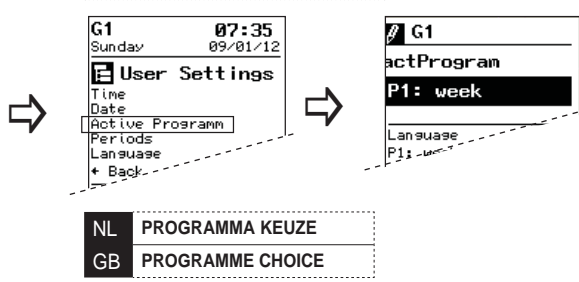 G1 07:35
Sunday 09/01/12
User Settings
Time
Date
Active Programm
Periods
Language
← Back
G1
actProgram
P1: week
Language
P1:
NL PROGRAMMA KEUZE
GB PROGRAMME CHOICE